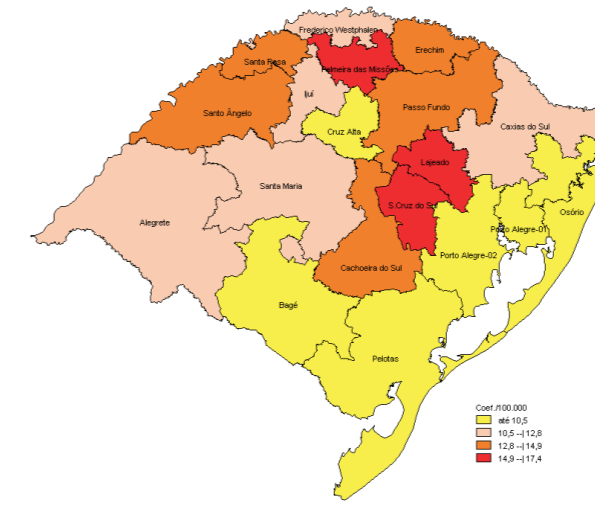 Frederico Westphalen
Santa Rosa
Palmeira das Missões
Erechim
Ijuí
Santo Ângelo
Passo Fundo
Cruz Alta
Caxias do Sul
Lajeado
Santa Maria
S.Cruz do Sul
Alegrete
Osório
Porto Alegre-01
Porto Alegre-02
Cachoeira do Sul
Bagé
Pelotas
Coef./100.000
até 10,5
10,5 --| 12,8
12,8 --| 14,9
14,9 --| 17,4